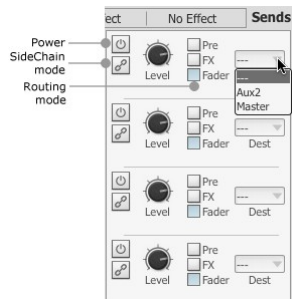 ect No Effect Sends
Power
SideChain
mode
Routing
mode
Pre
FX
Fader
Level
---
---
Aux2
Master
Pre
FX
Fader
Level
---
Dest
Pre
FX
Fader
Level
---
Dest
Pre
FX
Fader
Level
---
Dest